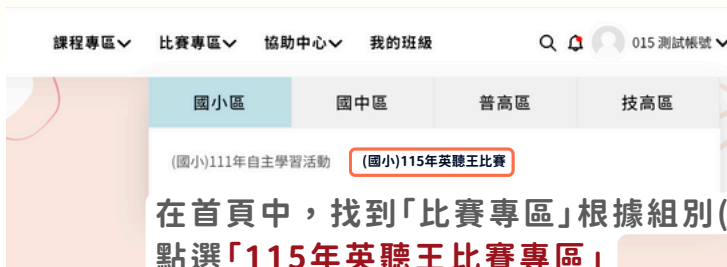 課程專區 比賽專區 協助中心 我的班級 015 測試帳號
國小區 國中區 普高區 技高區
(國小)111年自主學習活動 (國小)115年英聽王比賽
在首頁中，找到「比賽專區」根據組別(
點選「115年英聽王比賽專區」